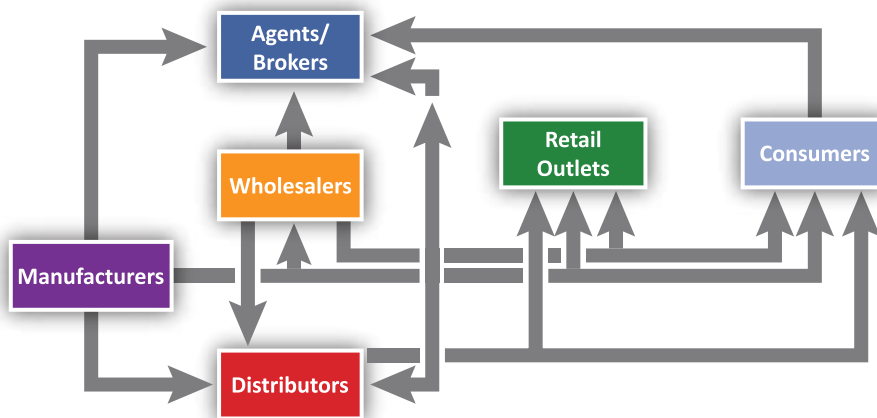 Agents/
Brokers
Retail
Outlets
Consumers
Wholesalers
Manufacturers
Distributors